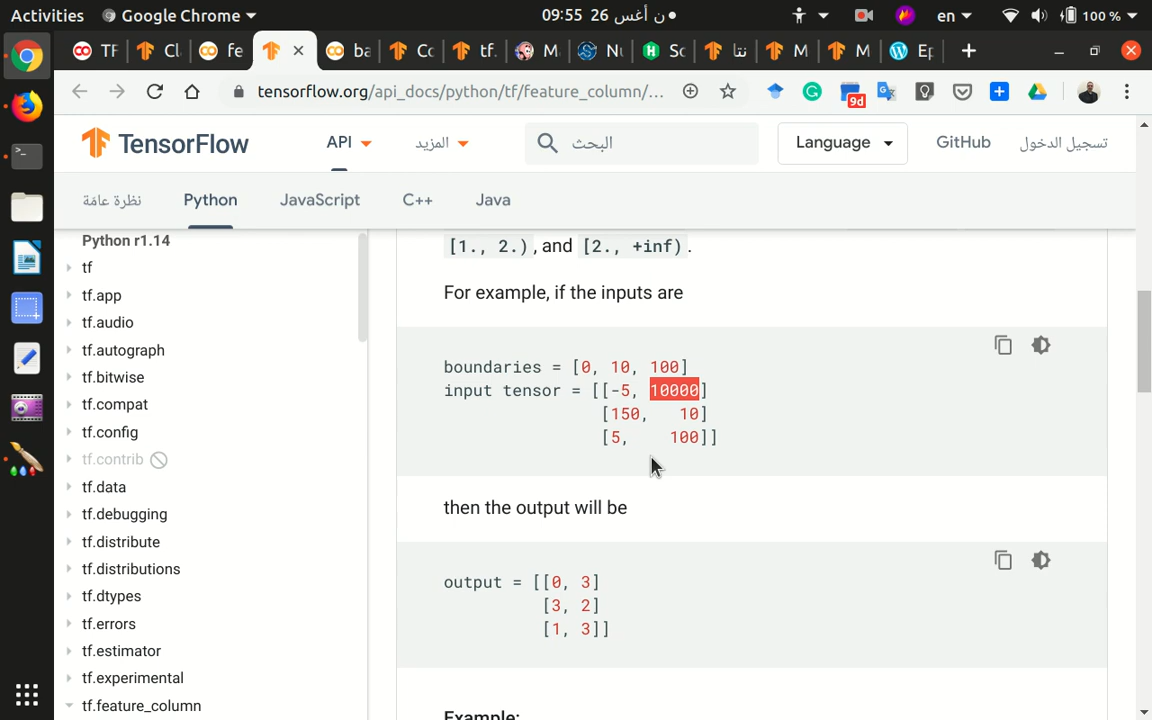 Activities Google Chrome 09:55 26 ن أغس en 100 %
TF Cl fe ba Co tf. M Nu Sc نتا M M Ep
tensorflow.org/api_docs/python/tf/feature_column/... 9d
TensorFlow API المزيد البحث Language GitHub تسجيل الدخول
نظرة عامّة Python JavaScript C++ Java
Python r1.14
tf
tf.app
tf.audio
tf.autograph
tf.bitwise
tf.compat
tf.config
tf.contrib
tf.data
tf.debugging
tf.distribute
tf.distributions
tf.dtypes
tf.errors
tf.estimator
tf.experimental
tf.feature_column
[1., 2.), and [2., +inf).
For example, if the inputs are
boundaries = [0, 10, 100]
input tensor = [[-5, 10000]
[150, 10]
[5, 100]]
then the output will be
output = [[0, 3]
[3, 2]
[1, 3]]
Example: